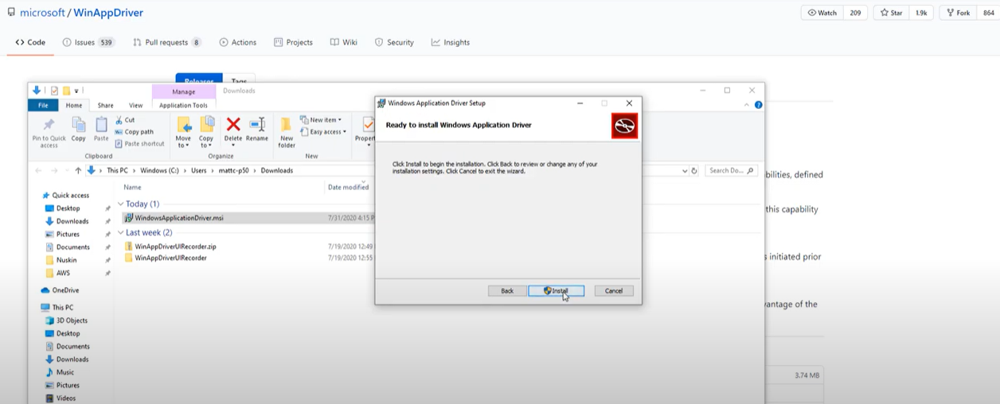 microsoft / WinAppDriver
Watch 209 Star 1.9k Fork 864
Code Issues 539 Pull requests 8 Actions Projects Wiki Security Insights
Releases Tags
Manage Downloads
File Home Share View Application Tools
Pin to Quick access
Copy
Paste
Cut
Copy path
Paste shortcut
Clipboard
Move to
Copy to
Delete
Rename
Organize
New folder
New item
Easy access
New
Proper
This PC > Windows (C:) > Users > mattc-p50 > Downloads
Search Do...
Quick access
Desktop
Downloads
Pictures
Documents
Nuskin
AWS
OneDrive
This PC
3D Objects
Desktop
Documents
Downloads
Music
Pictures
Videos
Name Date modified
Today (1)
WindowsApplicationDriver.msi 7/31/2020 4:15 P
Last week (2)
WinAppDriverUIRecorder.zip 7/19/2020 12:49
WinAppDriverUIRecorder 7/19/2020 12:55
Windows Application Driver Setup
Ready to install Windows Application Driver
Click Install to begin the installation. Click Back to review or change any of your
installation settings. Click Cancel to exit the wizard.
Back Install Cancel
bilities, defined
this capability
s initiated prior
vantage of the
3.74 MB